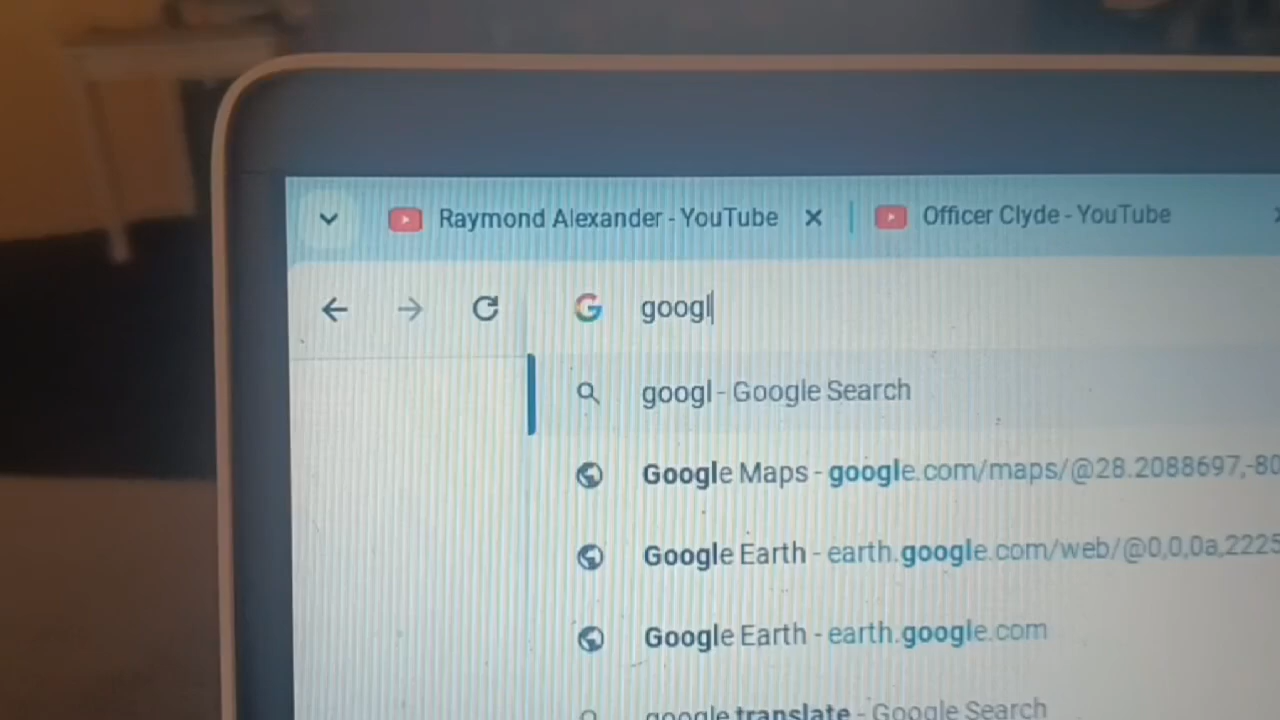 Raymond Alexander - YouTube
Officer Clyde - YouTube
googl
googl - Google Search
Google Maps - google.com/maps/@28.2088697,-80
Google Earth - earth.google.com/web/@0,0,0a,2225
Google Earth - earth.google.com
google translate - Google Search